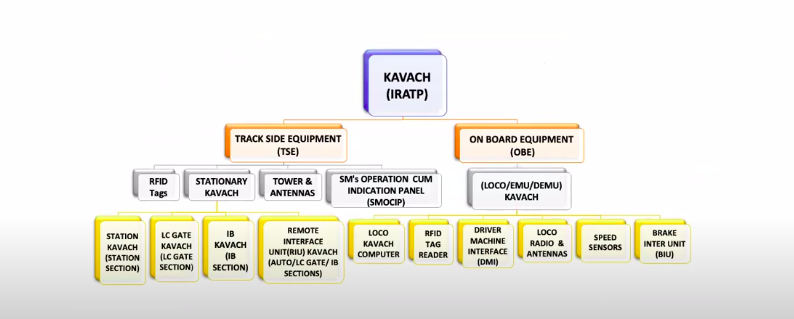 KAVACH
(IRATP)
TRACK SIDE EQUIPMENT
(TSE)
ON BOARD EQUIPMENT
(OBE)
RFID
Tags
STATIONARY
KAVACH
TOWER &
ANTENNAS
SM's OPERATION CUM
INDICATION PANEL
(SMOCIP)
(LOCO/EMU/DEMU)
KAVACH
STATION
KAVACH
(STATION
SECTION)
LC GATE
KAVACH
(LC GATE
SECTION)
IB
KAVACH
(IB
SECTION)
REMOTE
INTERFACE
UNIT(RIU) KAVACH
(AUTO/LC GATE/ IB
SECTIONS)
LOCO
KAVACH
COMPUTER
RFID
TAG
READER
DRIVER
MACHINE
INTERFACE
(DMI)
LOCO
RADIO &
ANTENNAS
SPEED
SENSORS
BRAKE
INTER UNIT
(BIU)